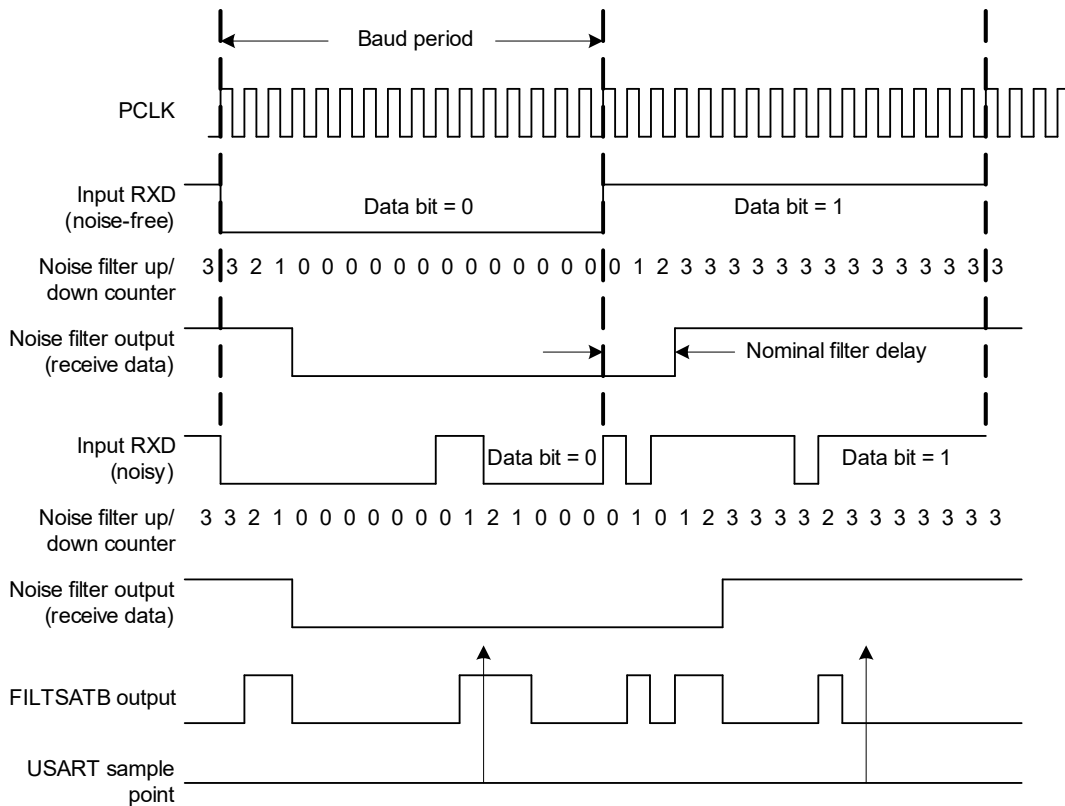 Baud period
PCLK
Input RXD
(noise-free)
Data bit = 0
Data bit = 1
Noise filter up/
down counter
3 3 2 1 0 0 0 0 0 0 0 0 0 0 0 0 0 0 1 2 3 3 3 3 3 3 3 3 3 3 3 3 3 3
Noise filter output
(receive data)
Nominal filter delay
Input RXD
(noisy)
Data bit = 0
Data bit = 1
Noise filter up/
down counter
3 3 2 1 0 0 0 0 0 0 0 1 2 1 0 0 0 0 1 0 1 2 3 3 3 3 2 3 3 3 3 3 3 3
Noise filter output
(receive data)
FILTSATB output
USART sample
point